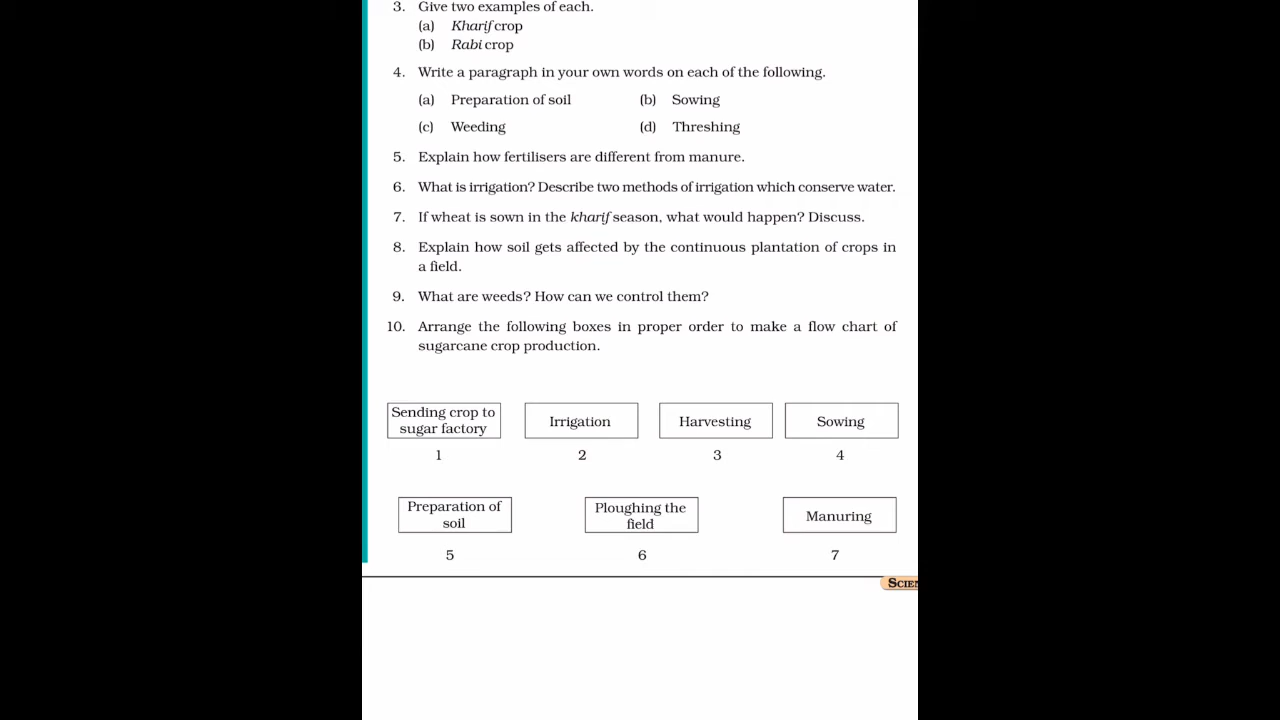 3. Give two examples of each.
(a) Kharif crop
(b) Rabi crop
4. Write a paragraph in your own words on each of the following.
(a) Preparation of soil (b) Sowing
(c) Weeding (d) Threshing
5. Explain how fertilisers are different from manure.
6. What is irrigation? Describe two methods of irrigation which conserve water.
7. If wheat is sown in the kharif season, what would happen? Discuss.
8. Explain how soil gets affected by the continuous plantation of crops in
a field.
9. What are weeds? How can we control them?
10. Arrange the following boxes in proper order to make a flow chart of
sugarcane crop production.
Sending crop to
sugar factory
1
Irrigation
2
Harvesting
3
Sowing
4
Preparation of
soil
5
Ploughing the
field
6
Manuring
7